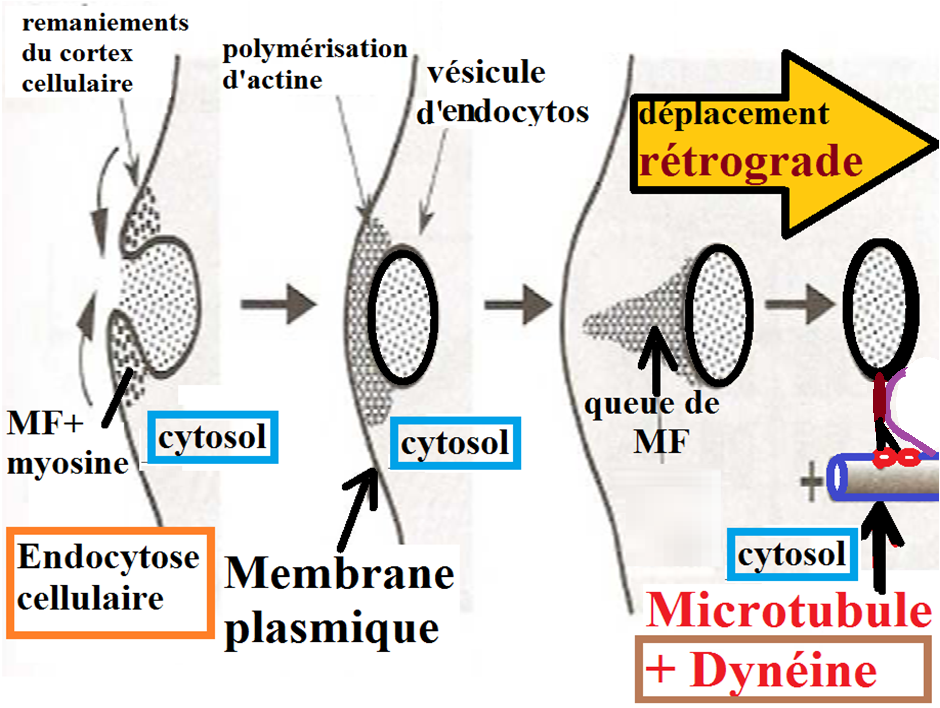 remaniements
du cortex
cellulaire
polymérisation
d'actine
vésicule
d'endocytos
déplacement
rétrograde
MF+
myosine
cytosol
cytosol
queue de
MF
+
cytosol
Endocytose
cellulaire
Membrane
plasmique
Microtubule
+ Dynéine